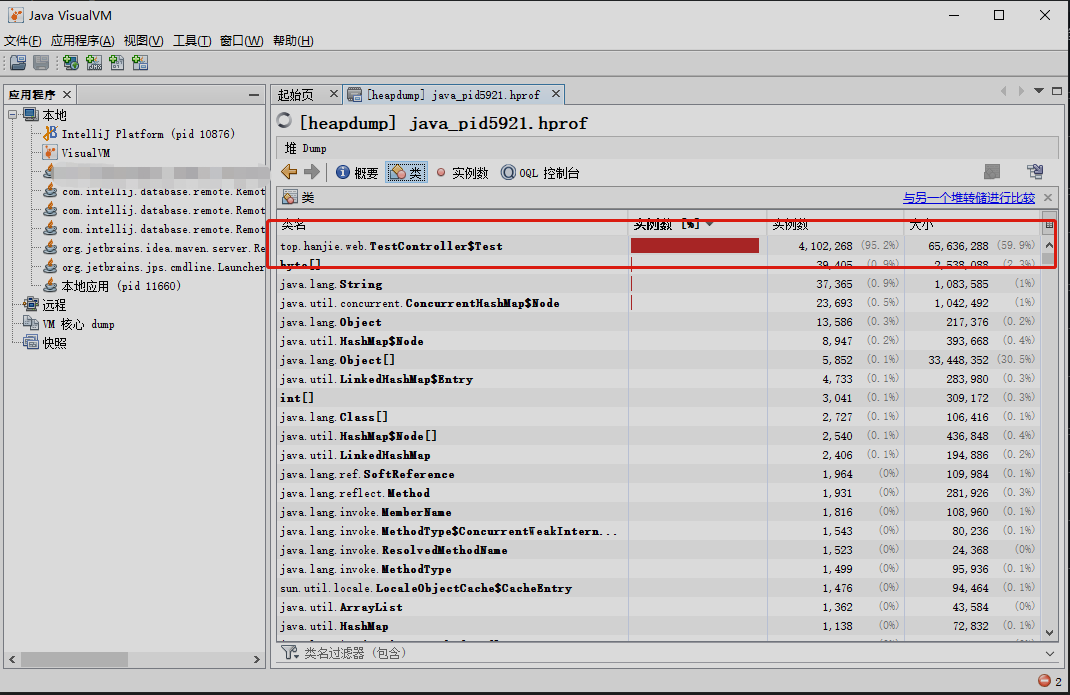 Java VisualVM
文件(F) 应用程序(A) 视图(V) 工具(T) 窗口(W) 帮助(H)
应用程序
本地
IntelliJ Platform (pid 10876)
VisualVM
com.intellij.database.remote.Remot
com.intellij.database.remote.Remot
com.intellij.database.remote.Remot
org.jetbrains.idea.maven.server.Re
org.jetbrains.jps.cmdline.Launcher
本地应用 (pid 11660)
远程
VM 核心 dump
快照
起始页 [heapdump] java_pid5921.hprof
[heapdump] java_pid5921.hprof
堆 Dump
概要 类 实例数 OQL 控制台
类 与另一个堆转储进行比较
类名 实例数 [%] 实例数 大小
top.hanjie.web.TestController$Test 4,102,268 (95.2%) 65,636,288 (59.9%)
byte[] 39,405 (0.9%) 2,538,088 (2.3%)
java.lang.String 37,365 (0.9%) 1,083,585 (1%)
java.util.concurrent.ConcurrentHashMap$Node 23,693 (0.5%) 1,042,492 (1%)
java.lang.Object 13,586 (0.3%) 217,376 (0.2%)
java.util.HashMap$Node 8,947 (0.2%) 393,668 (0.4%)
java.lang.Object[] 5,852 (0.1%) 33,448,352 (30.5%)
java.util.LinkedHashMap$Entry 4,733 (0.1%) 283,980 (0.3%)
int[] 3,041 (0.1%) 309,172 (0.3%)
java.lang.Class[] 2,727 (0.1%) 106,416 (0.1%)
java.util.HashMap$Node[] 2,540 (0.1%) 436,848 (0.4%)
java.util.LinkedHashMap 2,406 (0.1%) 194,886 (0.2%)
java.lang.ref.SoftReference 1,964 (0%) 109,984 (0.1%)
java.lang.reflect.Method 1,931 (0%) 281,926 (0.3%)
java.lang.invoke.MemberName 1,816 (0%) 108,960 (0.1%)
java.lang.invoke.MethodType$ConcurrentWeakIntern... 1,543 (0%) 80,236 (0.1%)
java.lang.invoke.ResolvedMethodName 1,523 (0%) 24,368 (0%)
java.lang.invoke.MethodType 1,499 (0%) 95,936 (0.1%)
sun.util.locale.LocaleObjectCache$CacheEntry 1,476 (0%) 94,464 (0.1%)
java.util.ArrayList 1,362 (0%) 43,584 (0%)
java.util.HashMap 1,138 (0%) 72,832 (0.1%)
类名过滤器 (包含)
2